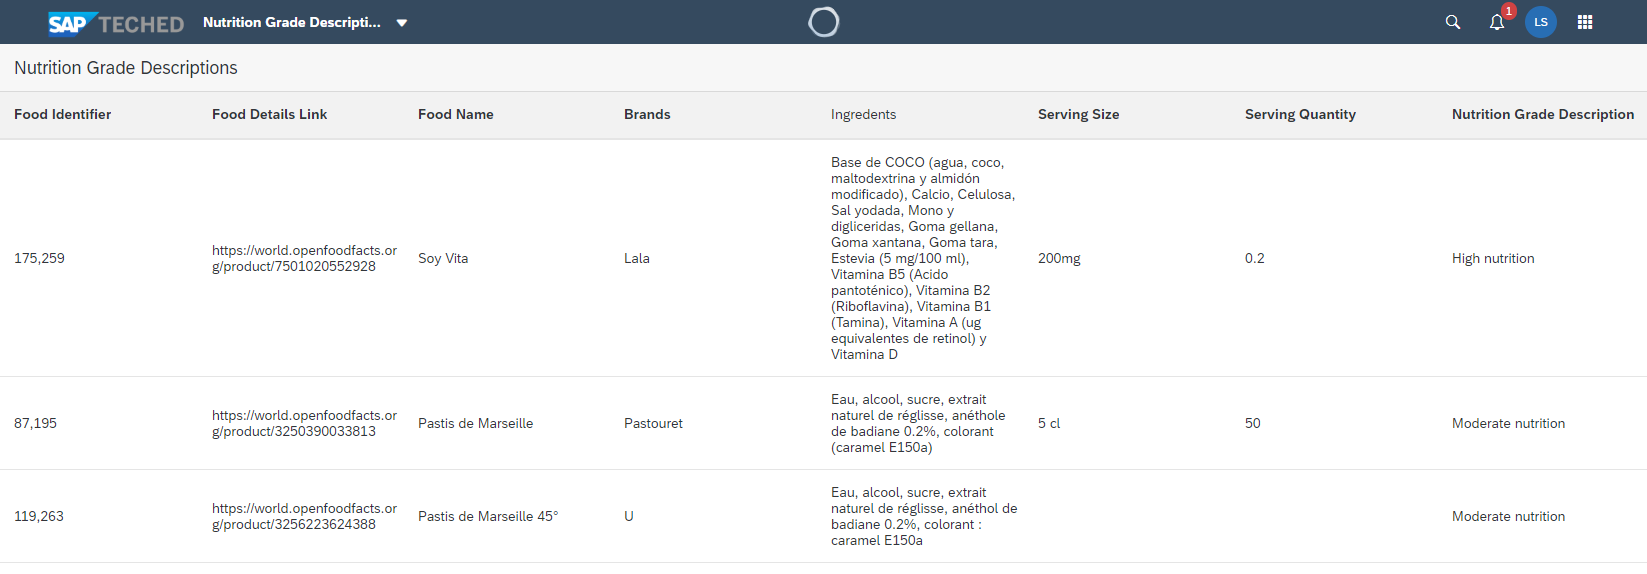 SAP TECHED Nutrition Grade Descripti... 1 LS
Nutrition Grade Descriptions
Food Identifier Food Details Link Food Name Brands Ingredents Serving Size Serving Quantity Nutrition Grade Description
175,259
https://world.openfoodfacts.or
g/product/7501020552928
Soy Vita
Lala
Base de COCO (agua, coco,
maltodextrina y almidón
modificado), Calcio, Celulosa,
Sal yodada, Mono y
digliceridas, Goma gellana,
Goma xantana, Goma tara,
Estevia (5 mg/100 ml),
Vitamina B5 (Acido
pantoténico), Vitamina B2
(Riboflavina), Vitamina B1
(Tamina), Vitamina A (ug
equivalentes de retinol) y
Vitamina D
200mg
0.2
High nutrition
87,195
https://world.openfoodfacts.or
g/product/3250390033813
Pastis de Marseille
Pastouret
Eau, alcool, sucre, extrait
naturel de réglisse, anéthole
de badiane 0.2%, colorant
(caramel E150a)
5 cl
50
Moderate nutrition
119,263
https://world.openfoodfacts.or
g/product/3256223624388
Pastis de Marseille 45°
U
Eau, alcool, sucre, extrait
naturel de réglisse, anéthol de
badiane 0.2%, colorant :
caramel E150a
Moderate nutrition